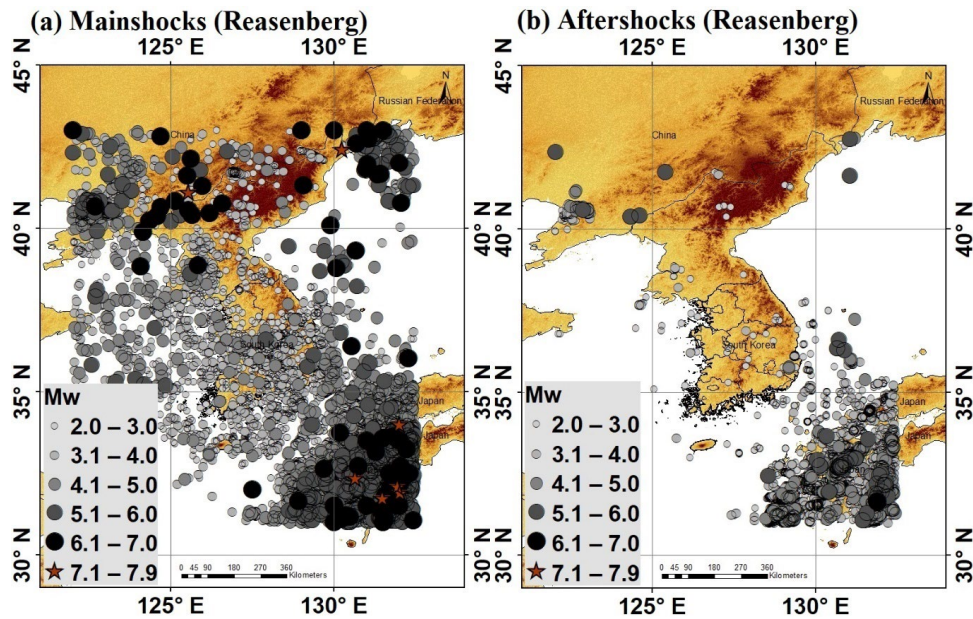 (a) Mainshocks (Reasenberg)
125° E 130° E
45° N
N
Russian Federation
China
40° N
South Korea
35° N
Japan
Japan
Mw
2.0 – 3.0
3.1 – 4.0
4.1 – 5.0
5.1 – 6.0
6.1 – 7.0
7.1 – 7.9
30° N
0 45 90 180 270 360
Kilometers
125° E 130° E
(b) Aftershocks (Reasenberg)
125° E 130° E
45° N
N
Russian Federation
China
40° N
South Korea
35° N
Japan
Japan
Mw
2.0 – 3.0
3.1 – 4.0
4.1 – 5.0
5.1 – 6.0
6.1 – 7.0
7.1 – 7.9
30° N
0 45 90 180 270 360
Kilometers
125° E 130° E